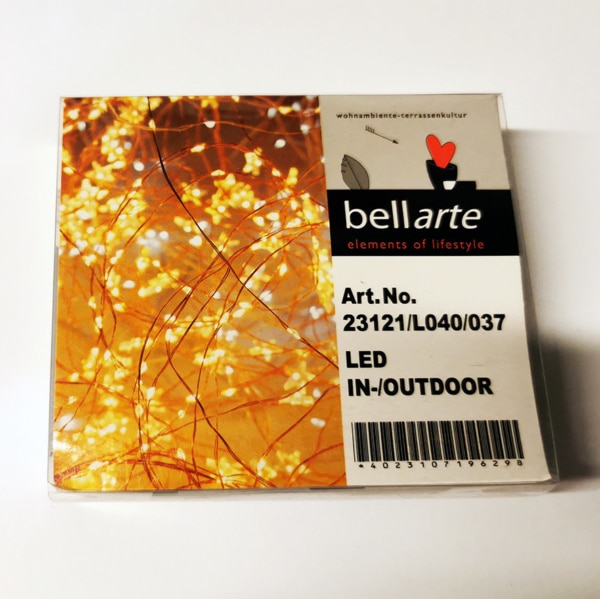 wohnambiente-terrassenkultur
bellarte
elements of lifestyle
Art.No.
23121/L040/037
LED
IN-/OUTDOOR
*4023107196298